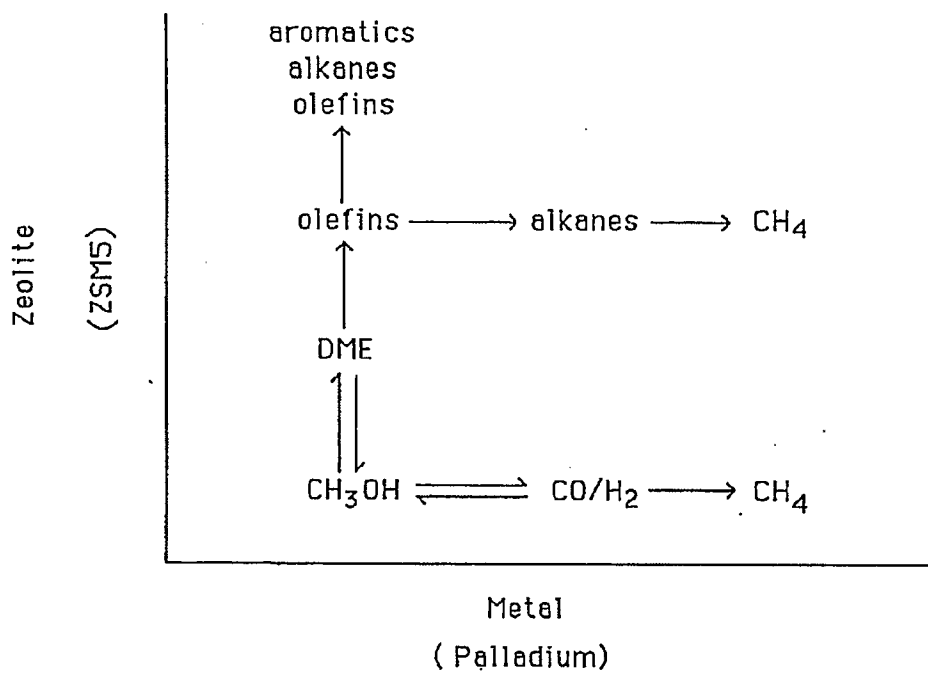 aromatics
alkanes
olefins
olefins → alkanes → CH₄
DME
CH₃OH ⇌ CO/H₂ → CH₄
Zeolite
(ZSM5)
Metal
(Palladium)